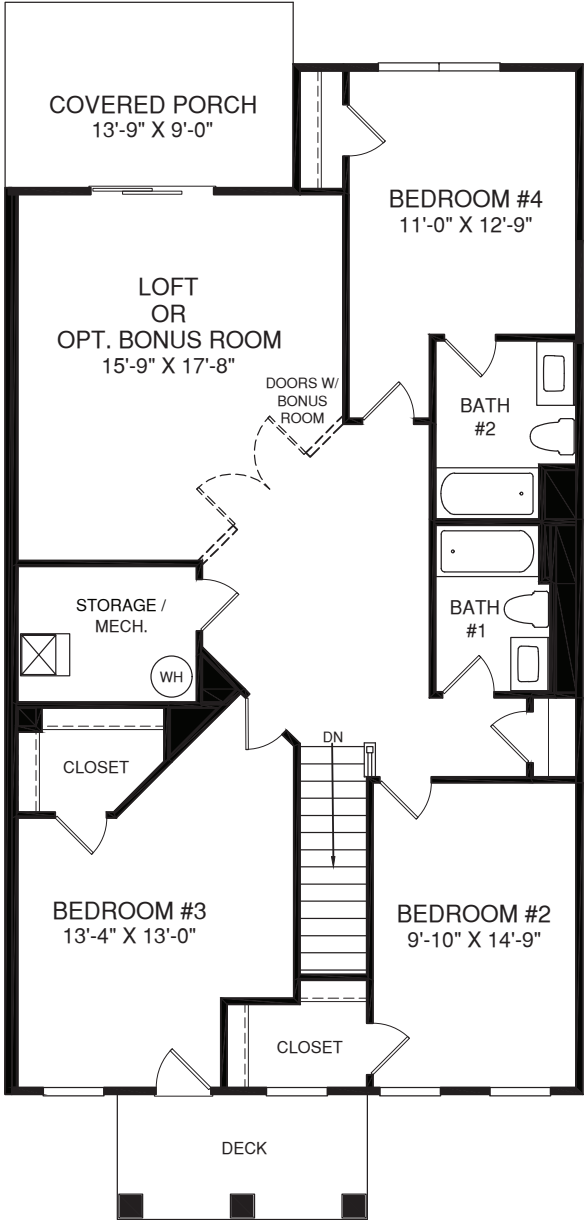 COVERED PORCH
13'-9" X 9'-0"
BEDROOM #4
11'-0" X 12'-9"
LOFT
OR
OPT. BONUS ROOM
15'-9" X 17'-8"
DOORS W/
BONUS
ROOM
BATH
#2
STORAGE /
MECH.
BATH
#1
WH
DN
CLOSET
BEDROOM #3
13'-4" X 13'-0"
BEDROOM #2
9'-10" X 14'-9"
CLOSET
DECK